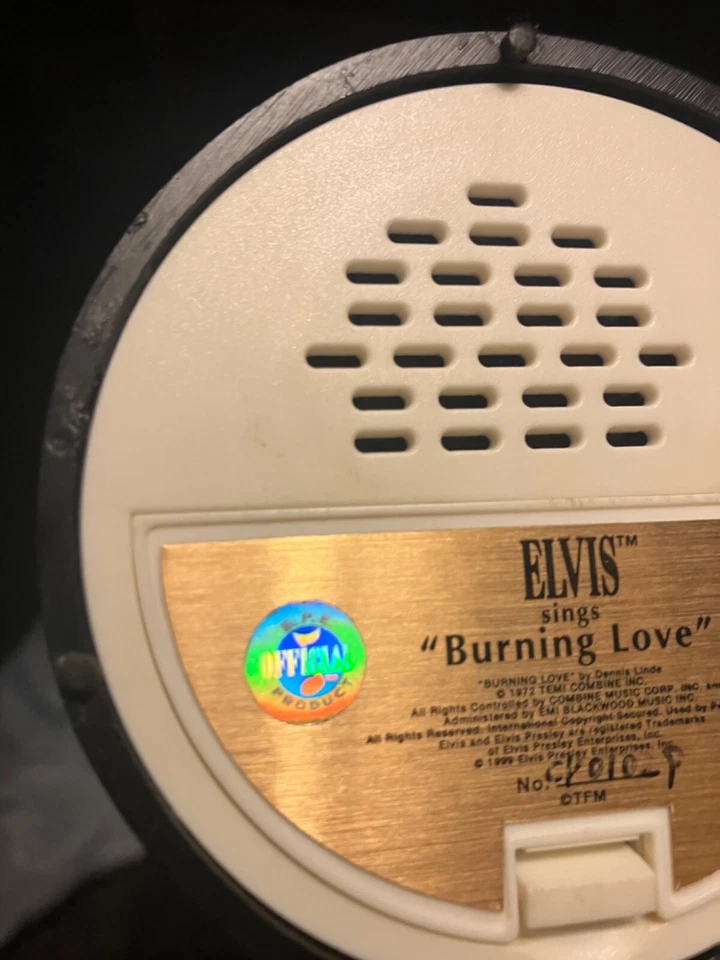 ELVIS™
sings
“Burning Love”
"BURNING LOVE" by Dennis Linde
© 1972 TEMI COMBINE INC.
All Rights Controlled by COMBINE MUSIC CORP. INC. and
Administered by EMI BLACKWOOD MUSIC INC.
All Rights Reserved. International Copyright Secured. Used by Pe
Elvis and Elvis Presley are registered Trademarks
of Elvis Presley Enterprises, Inc.
© 1999 Elvis Presley Enterprises, Inc.
No.
©TFM
E.P.E.
OFFICIAL
PRODUCT